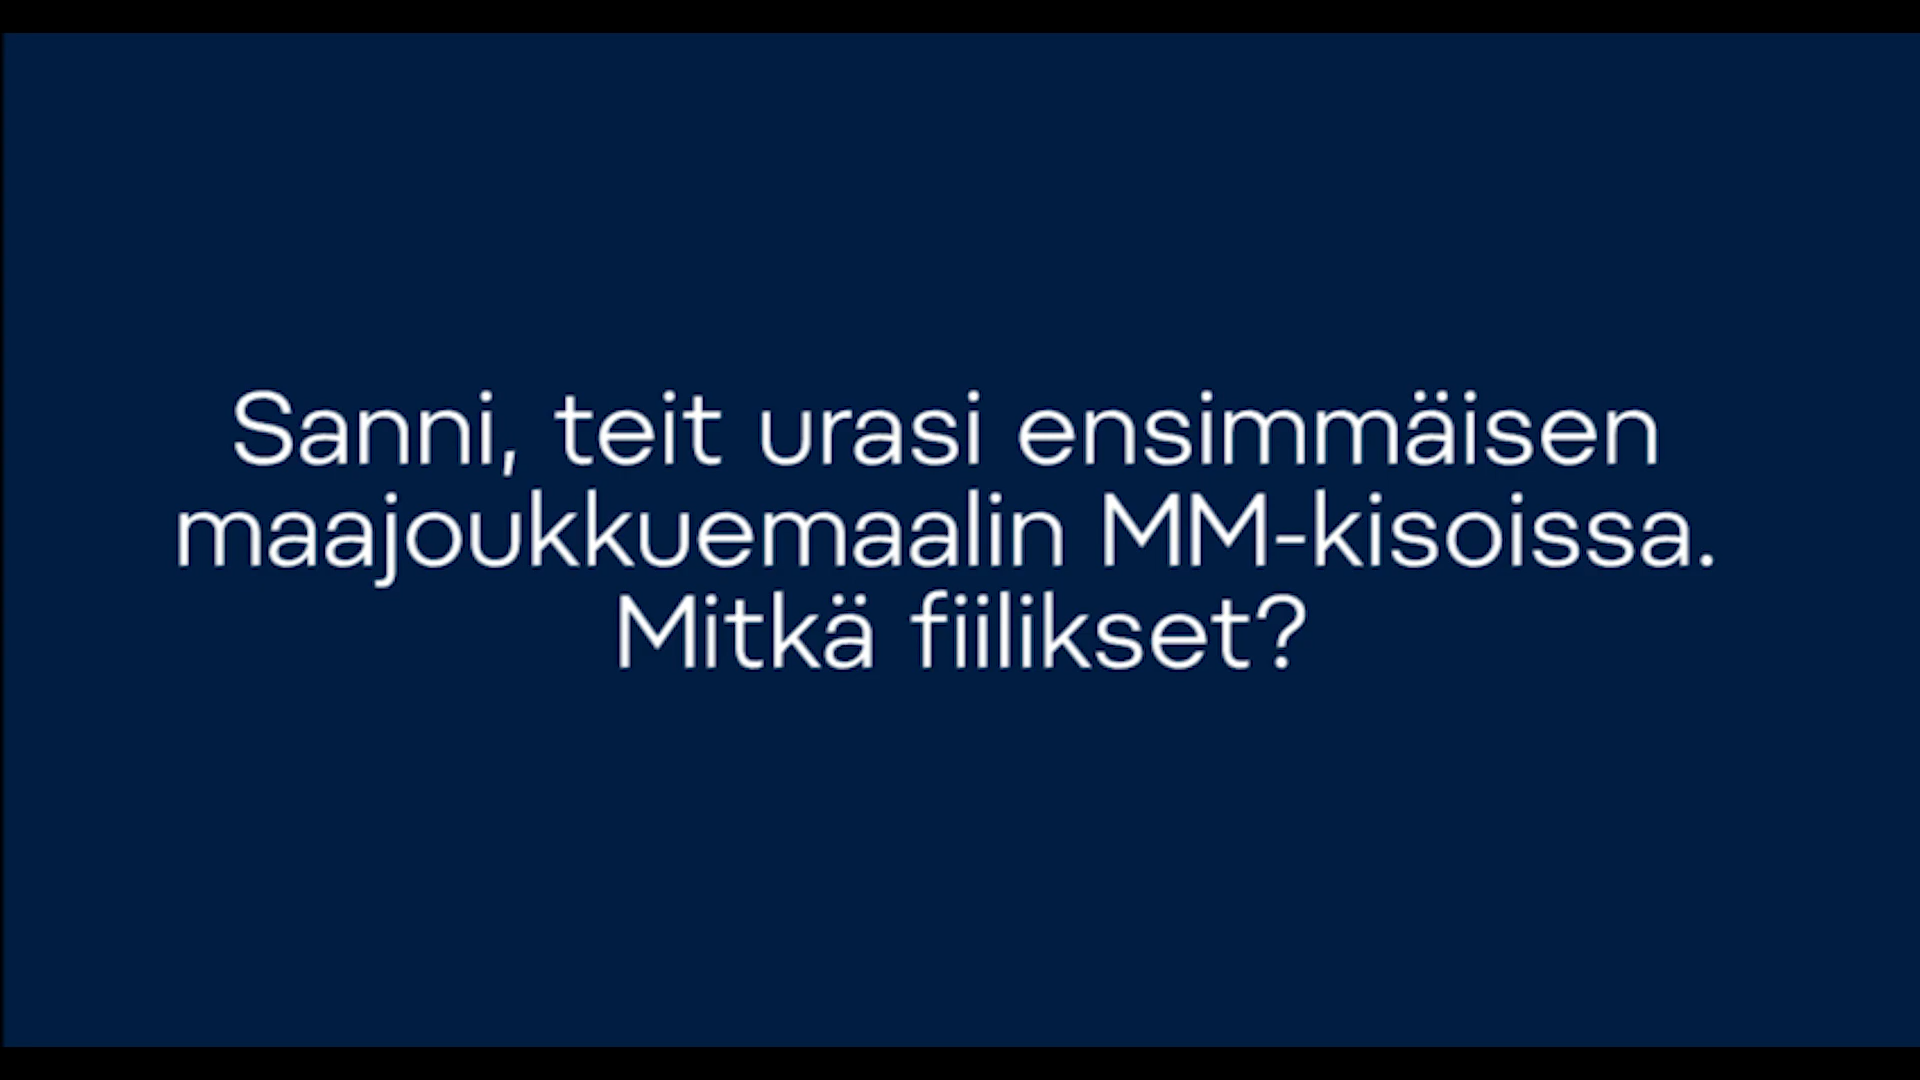 Sanni, teit urasi ensimmäisen
maajoukkuemaalin MM-kisoissa.
Mitkä fiilikset?